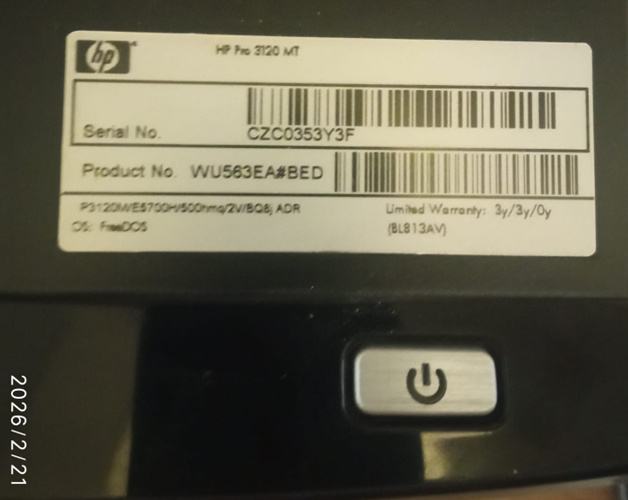 hp
HP Pro 3120 MT
Serial No.
CZC0353Y3F
Product No. WU563EA#BED
P3120M/E5700H/500hmq/2V/BQ8j ADR
Limited Warranty: 3y/3y/0y
OS: FreeDOS
(BL813AV)
2026/2/21